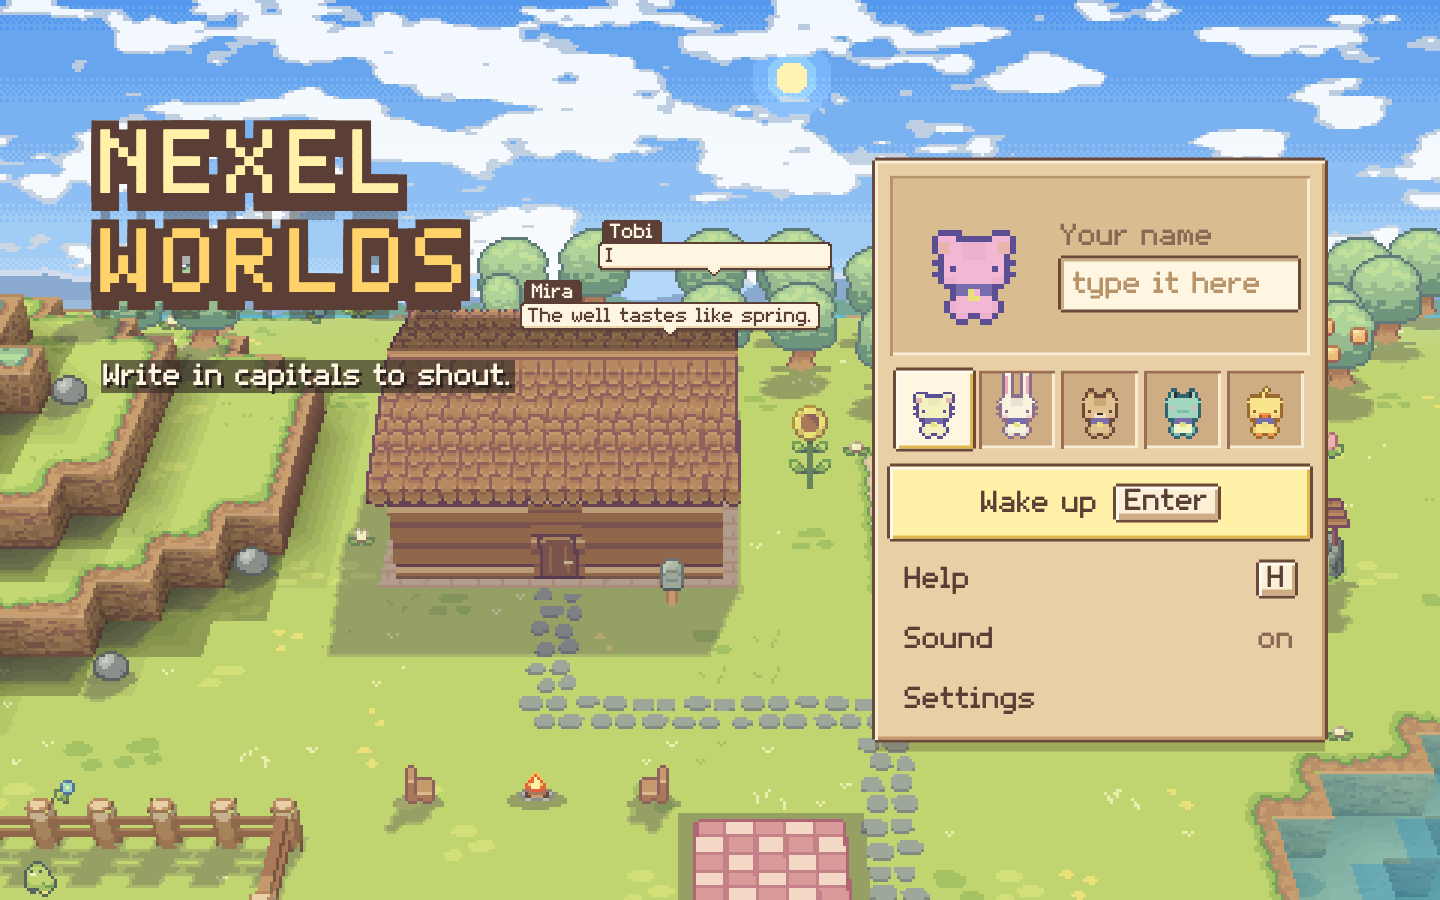 NEXEL
WORLDS
Tobi
I
Mira
The well tastes like spring.
Write in capitals to shout.
Your name
type it here
Wake up Enter
Help H
Sound on
Settings